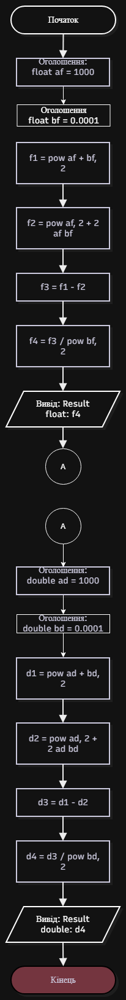 Початок
Оголошення:
float af = 1000
Оголошення
float bf = 0.0001
f1 = pow af + bf,
2
f2 = pow af, 2 + 2
af bf
f3 = f1 - f2
f4 = f3 / pow bf,
2
Вивід: Result
float: f4
A
A
Оголошення:
double ad = 1000
Оголошення:
double bd = 0.0001
d1 = pow ad + bd,
2
d2 = pow ad, 2 +
2 ad bd
d3 = d1 - d2
d4 = d3 / pow bd,
2
Вивід: Result
double: d4
Кінець